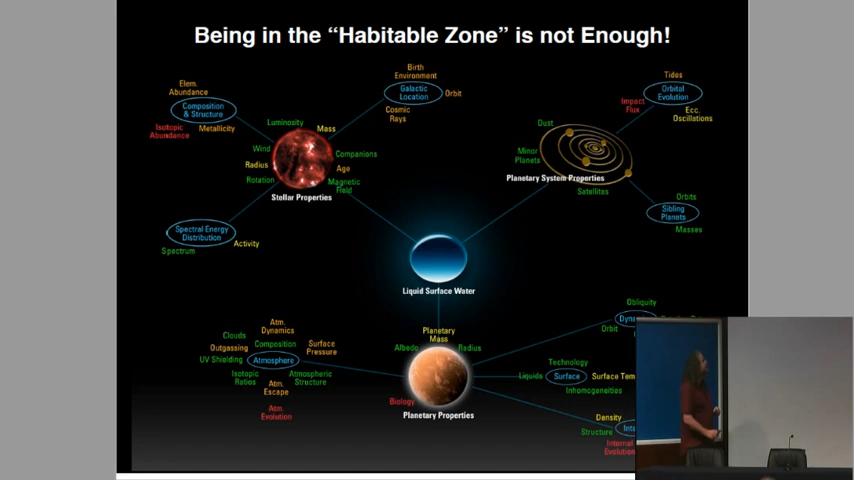 Being in the “Habitable Zone” is not Enough!
Elem.
Abundance
Composition
& Structure
Isotopic
Abundance
Metallicity
Birth
Environment
Galactic
Location
Orbit
Cosmic
Rays
Luminosity
Mass
Wind
Companions
Radius
Age
Rotation
Magnetic
Field
Stellar Properties
Spectral Energy
Distribution
Activity
Spectrum
Tides
Orbital
Evolution
Impact
Flux
Ecc.
Oscillations
Dust
Minor
Planets
Planetary System Properties
Satellites
Orbits
Sibling
Planets
Masses
Liquid Surface Water
Planetary
Mass
Albedo
Radius
Biology
Planetary Properties
Atm.
Dynamics
Clouds
Composition
Surface
Pressure
Outgassing
UV Shielding
Atmosphere
Isotopic
Ratios
Atmospheric
Structure
Atm.
Escape
Atm.
Evolution
Obliquity
Orbit
Technology
Liquids
Surface
Surface Tem
Inhomogeneities
Density
Structure
Internal